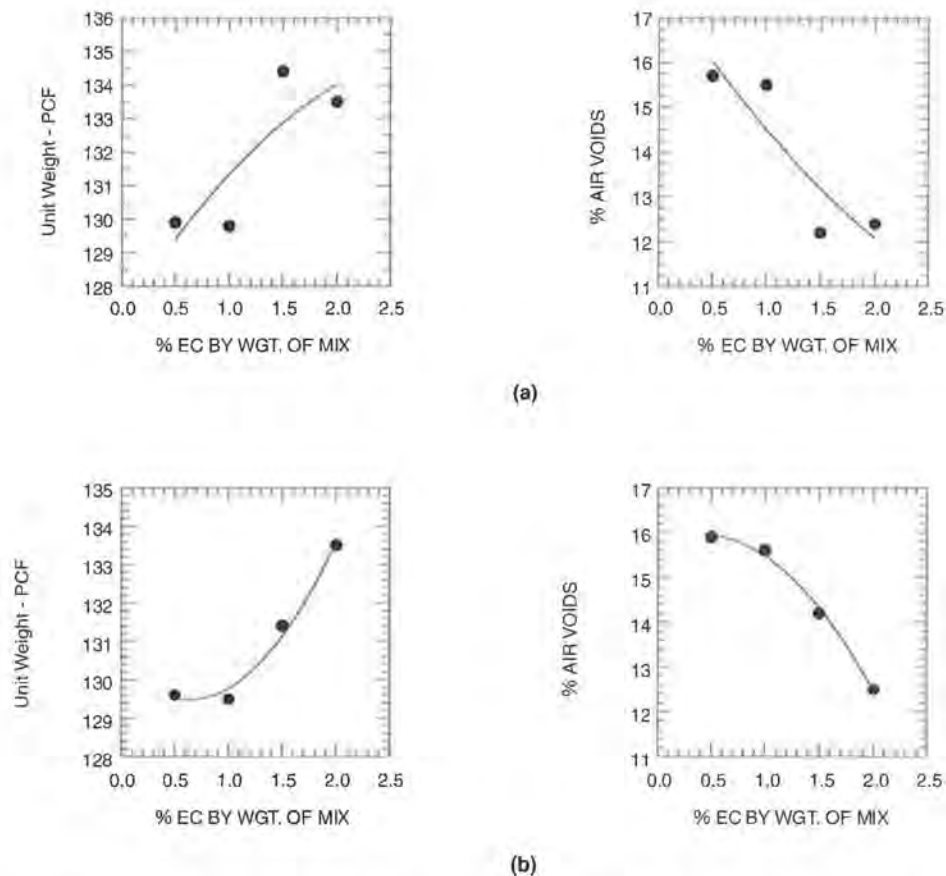 136
135
134
133
132
131
130
129
128
Unit Weight - PCF
0.0 0.5 1.0 1.5 2.0 2.5
% EC BY WGT. OF MIX
17
16
15
14
13
12
11
% AIR VOIDS
0.0 0.5 1.0 1.5 2.0 2.5
% EC BY WGT. OF MIX
(a)
135
134
133
132
131
130
129
128
Unit Weight - PCF
0.0 0.5 1.0 1.5 2.0 2.5
% EC BY WGT. OF MIX
17
16
15
14
13
12
11
% AIR VOIDS
0.0 0.5 1.0 1.5 2.0 2.5
% EC BY WGT. OF MIX
(b)